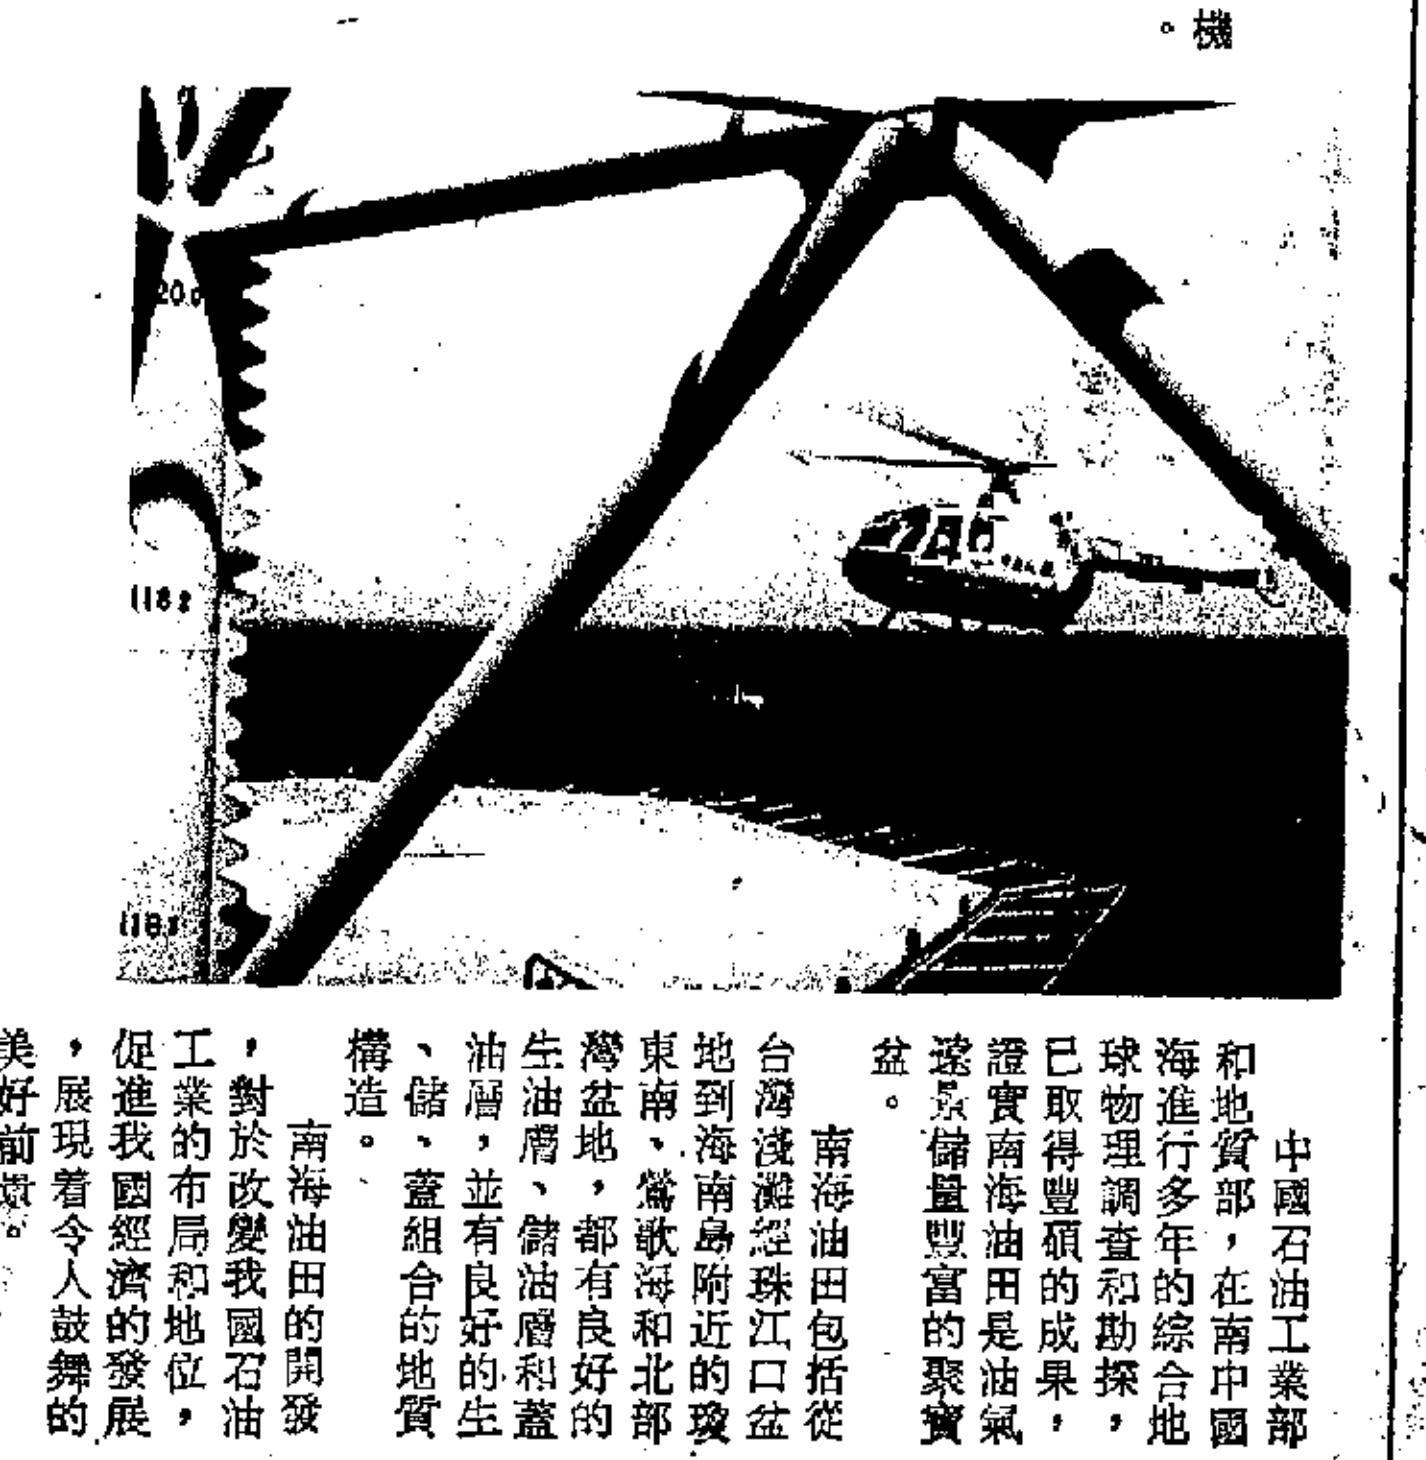 機。
20.0
118.2
中國石油工業部
和地質部，在南中國
海進行多年的綜合地
球物理調查和勘探，
已取得豐碩的成果，
證實南海油田是油氣
遠景儲量豐富的聚寶
盆。
南海油田包括從
台灣淺灘經珠江口盆
地到海南島附近的瓊
東南、鶯歌海和北部
灣盆地，都有良好的
生油層、儲油層和蓋
油層，並有良好的生
、儲、蓋組合的地質
構造。
南海油田的開發
，對於改變我國石油
工業的布局和地位，
促進我國經濟的發展
，展現着令人鼓舞的
美好前景。